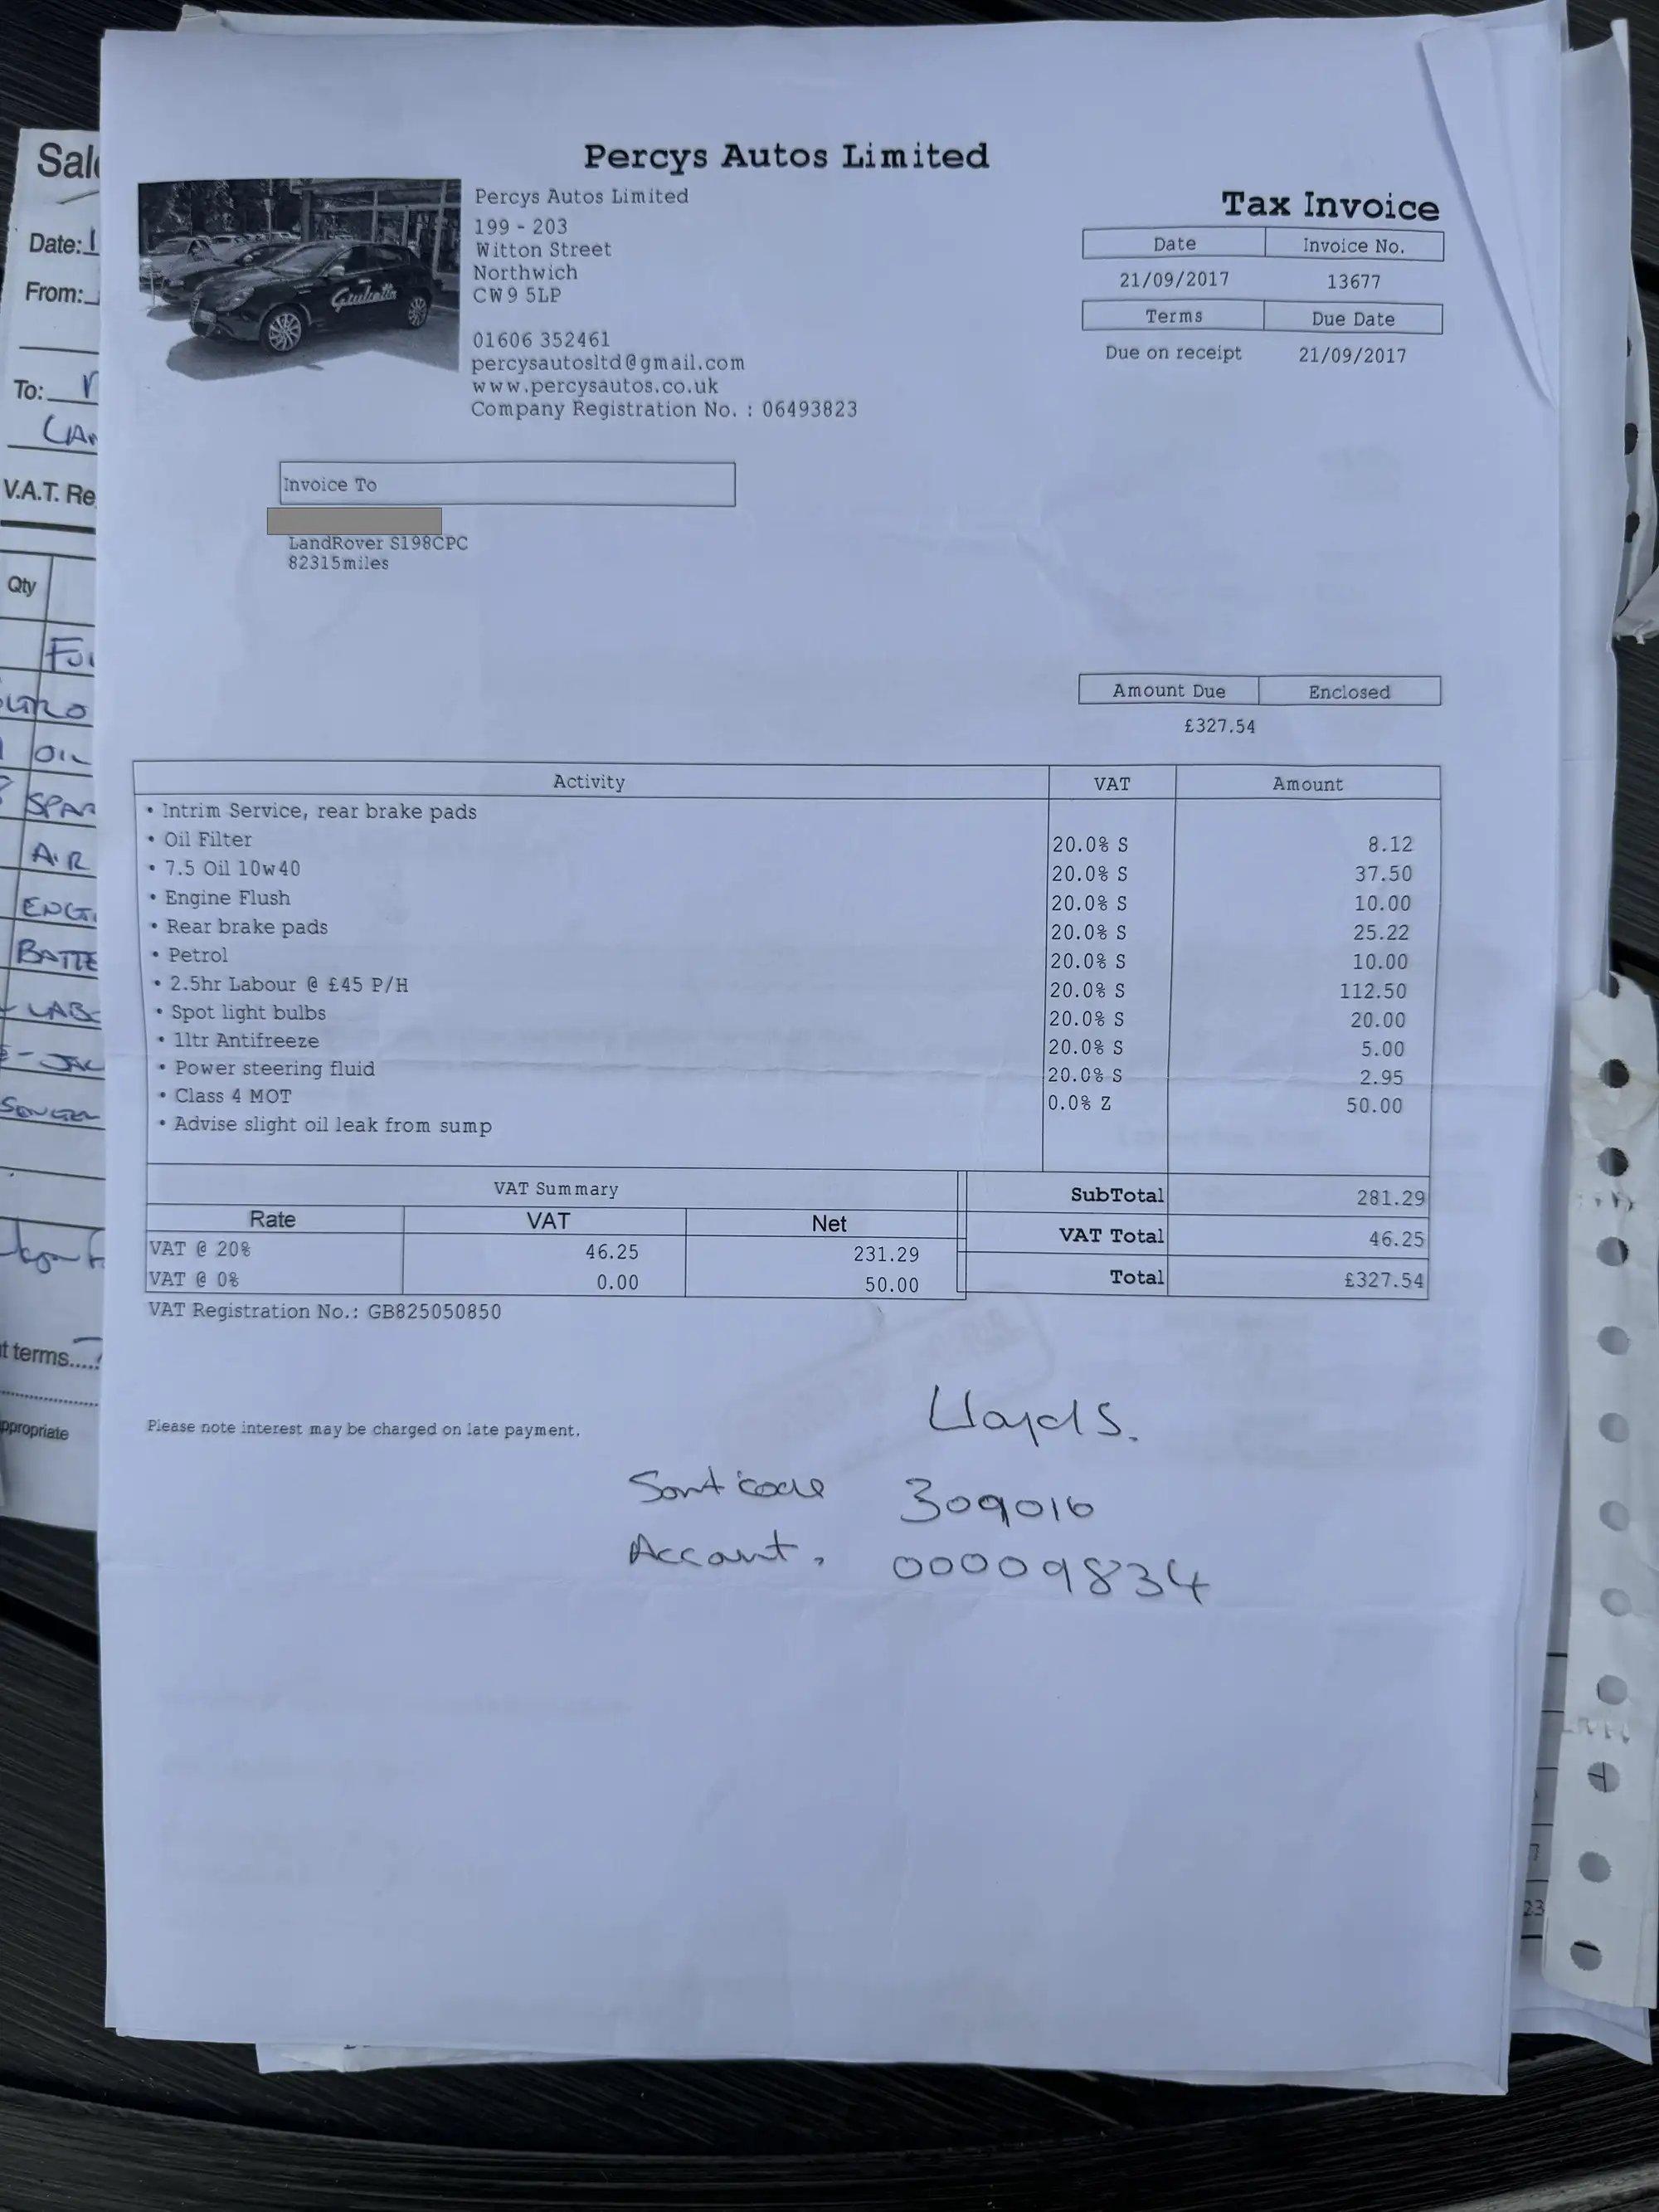 Percys Autos Limited
Giulietta
Percys Autos Limited
199 - 203
Witton Street
Northwich
CW9 5LP
01606 352461
percysautosltd@gmail.com
www.percysautos.co.uk
Company Registration No. : 06493823
Tax Invoice
Date Invoice No.
21/09/2017 13677
Terms Due Date
Due on receipt 21/09/2017
Invoice To
LandRover S198CPC
82315miles
Amount Due Enclosed
£327.54
Activity VAT Amount
• Intrim Service, rear brake pads
• Oil Filter 20.0% S 8.12
• 7.5 Oil 10w40 20.0% S 37.50
• Engine Flush 20.0% S 10.00
• Rear brake pads 20.0% S 25.22
• Petrol 20.0% S 10.00
• 2.5hr Labour @ £45 P/H 20.0% S 112.50
• Spot light bulbs 20.0% S 20.00
• 1ltr Antifreeze 20.0% S 5.00
• Power steering fluid 20.0% S 2.95
• Class 4 MOT 0.0% Z 50.00
• Advise slight oil leak from sump
VAT Summary
Rate VAT Net
VAT @ 20% 46.25 231.29
VAT @ 0% 0.00 50.00
SubTotal 281.29
VAT Total 46.25
Total £327.54
VAT Registration No.: GB825050850
Please note interest may be charged on late payment.
Lloyds.
Sort code 309016
Account. 00009834
Date:
From:
To:
V.A.T. Re
Qty
OIL
AIR
t terms.....
ppropriate
23